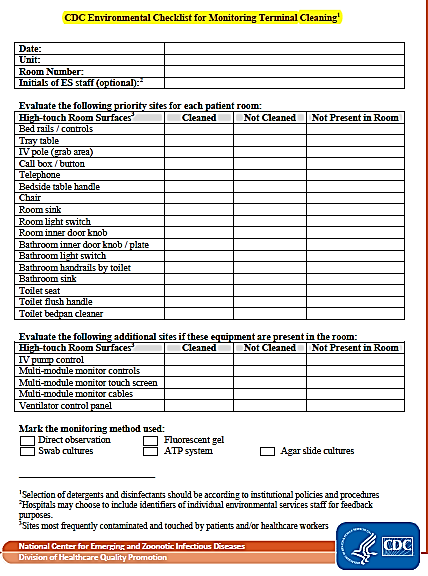 CDC Environmental Checklist for Monitoring Terminal Cleaning¹
Date:
Unit:
Room Number:
Initials of ES staff (optional):²
Evaluate the following priority sites for each patient room:
High-touch Room Surfaces³ Cleaned Not Cleaned Not Present in Room
Bed rails / controls
Tray table
IV pole (grab area)
Call box / button
Telephone
Bedside table handle
Chair
Room sink
Room light switch
Room inner door knob
Bathroom inner door knob / plate
Bathroom light switch
Bathroom handrails by toilet
Bathroom sink
Toilet seat
Toilet flush handle
Toilet bedpan cleaner
Evaluate the following additional sites if these equipment are present in the room:
High-touch Room Surfaces³ Cleaned Not Cleaned Not Present in Room
IV pump control
Multi-module monitor controls
Multi-module monitor touch screen
Multi-module monitor cables
Ventilator control panel
Mark the monitoring method used:
Direct observation Fluorescent gel
Swab cultures ATP system Agar slide cultures
¹Selection of detergents and disinfectants should be according to institutional policies and procedures
²Hospitals may choose to include identifiers of individual environmental services staff for feedback
purposes.
³Sites most frequently contaminated and touched by patients and/or healthcare workers
National Center for Emerging and Zoonotic Infectious Diseases
Division of Healthcare Quality Promotion
CDC